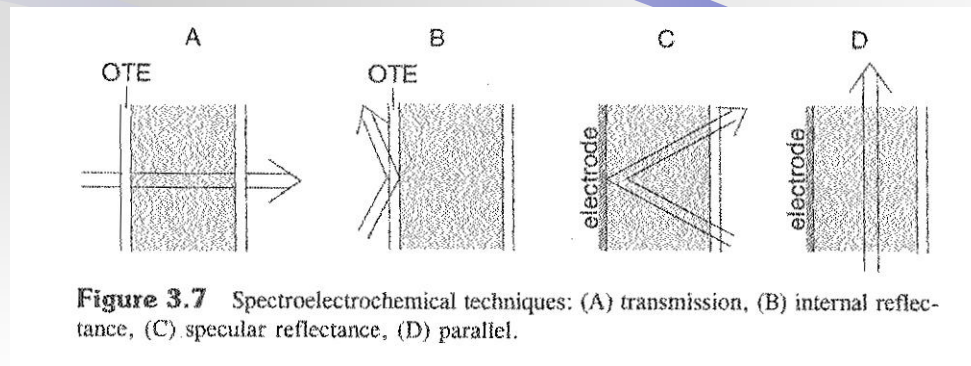 A B C D
OTE OTE
electrode electrode
Figure 3.7 Spectroelectrochemical techniques: (A) transmission, (B) internal reflec-
tance, (C) specular reflectance, (D) parallel.